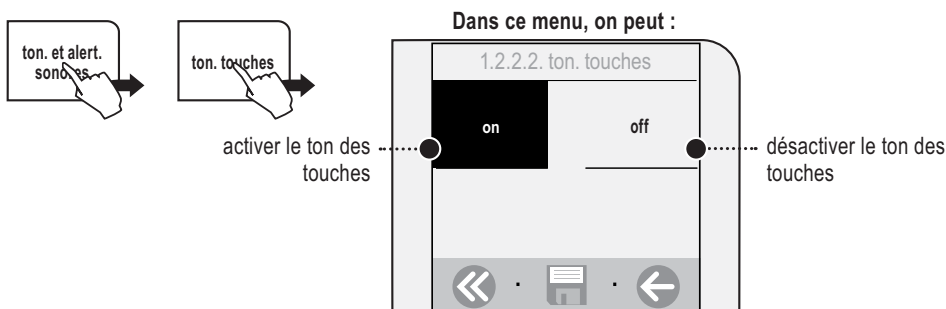 Dans ce menu, on peut :
ton. et alert.
sonores
ton. touches
1.2.2.2. ton. touches
on
off
activer le ton des
touches
désactiver le ton des
touches